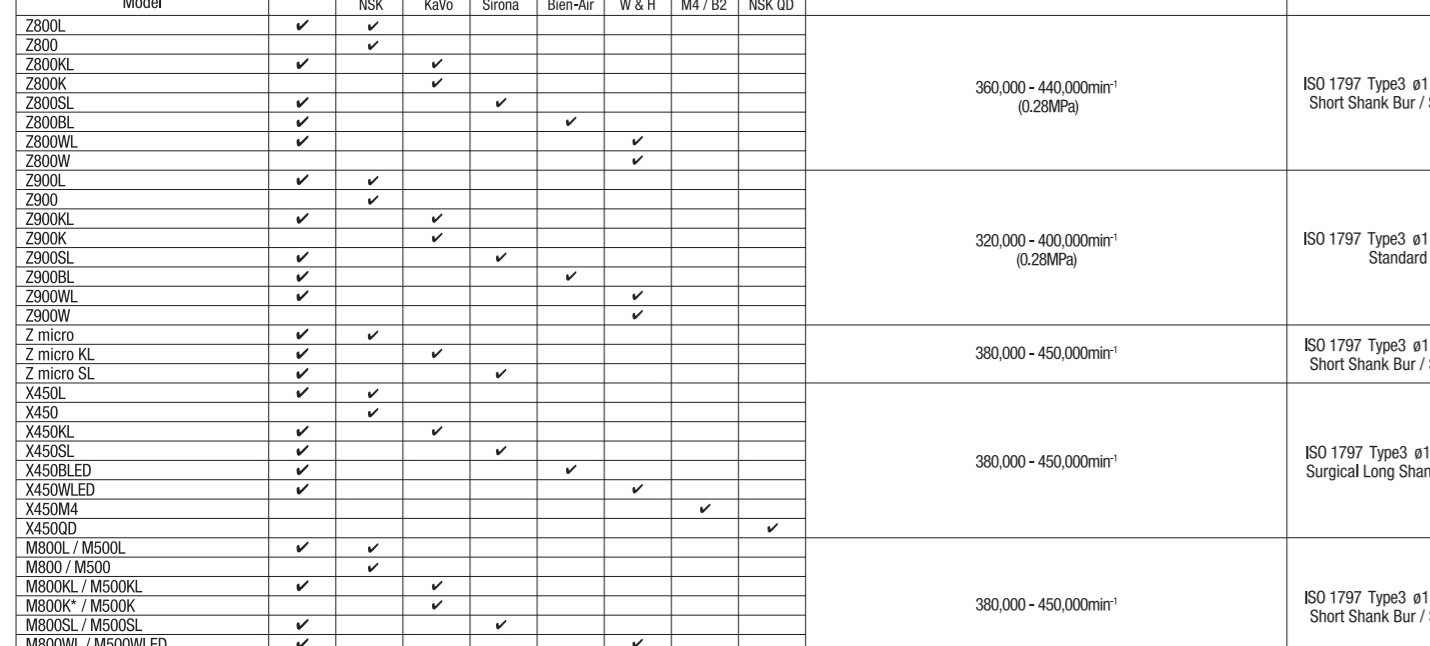 Model NSK KaVo Sirona Bien-Air W & H M4 / B2 NSK QD
Z800L ✔ ✔
Z800 ✔
Z800KL ✔ ✔
Z800K ✔
360,000 - 440,000min-1
(0.28MPa)
ISO 1797 Type3 ø1
Short Shank Bur /
Z800SL ✔ ✔
Z800BL ✔ ✔
Z800WL ✔ ✔
Z800W ✔
Z900L ✔ ✔
Z900 ✔
Z900KL ✔ ✔
Z900K ✔
320,000 - 400,000min-1
(0.28MPa)
ISO 1797 Type3 ø1
Standard
Z900SL ✔ ✔
Z900BL ✔ ✔
Z900WL ✔ ✔
Z900W ✔
Z micro ✔ ✔
Z micro KL ✔ ✔
380,000 - 450,000min-1
ISO 1797 Type3 ø1
Short Shank Bur /
Z micro SL ✔ ✔
X450L ✔ ✔
X450 ✔
X450KL ✔ ✔
X450SL ✔ ✔
380,000 - 450,000min-1
ISO 1797 Type3 ø1
Surgical Long Shan
X450BLED ✔ ✔
X450WLED ✔ ✔
X450M4 ✔
X450QD ✔
M800L / M500L ✔ ✔
M800 / M500 ✔
M800KL / M500KL ✔ ✔
M800K* / M500K ✔
380,000 - 450,000min-1
ISO 1797 Type3 ø1
Short Shank Bur /
M800SL / M500SL ✔ ✔
M800WL / M500WLED ✔ ✔